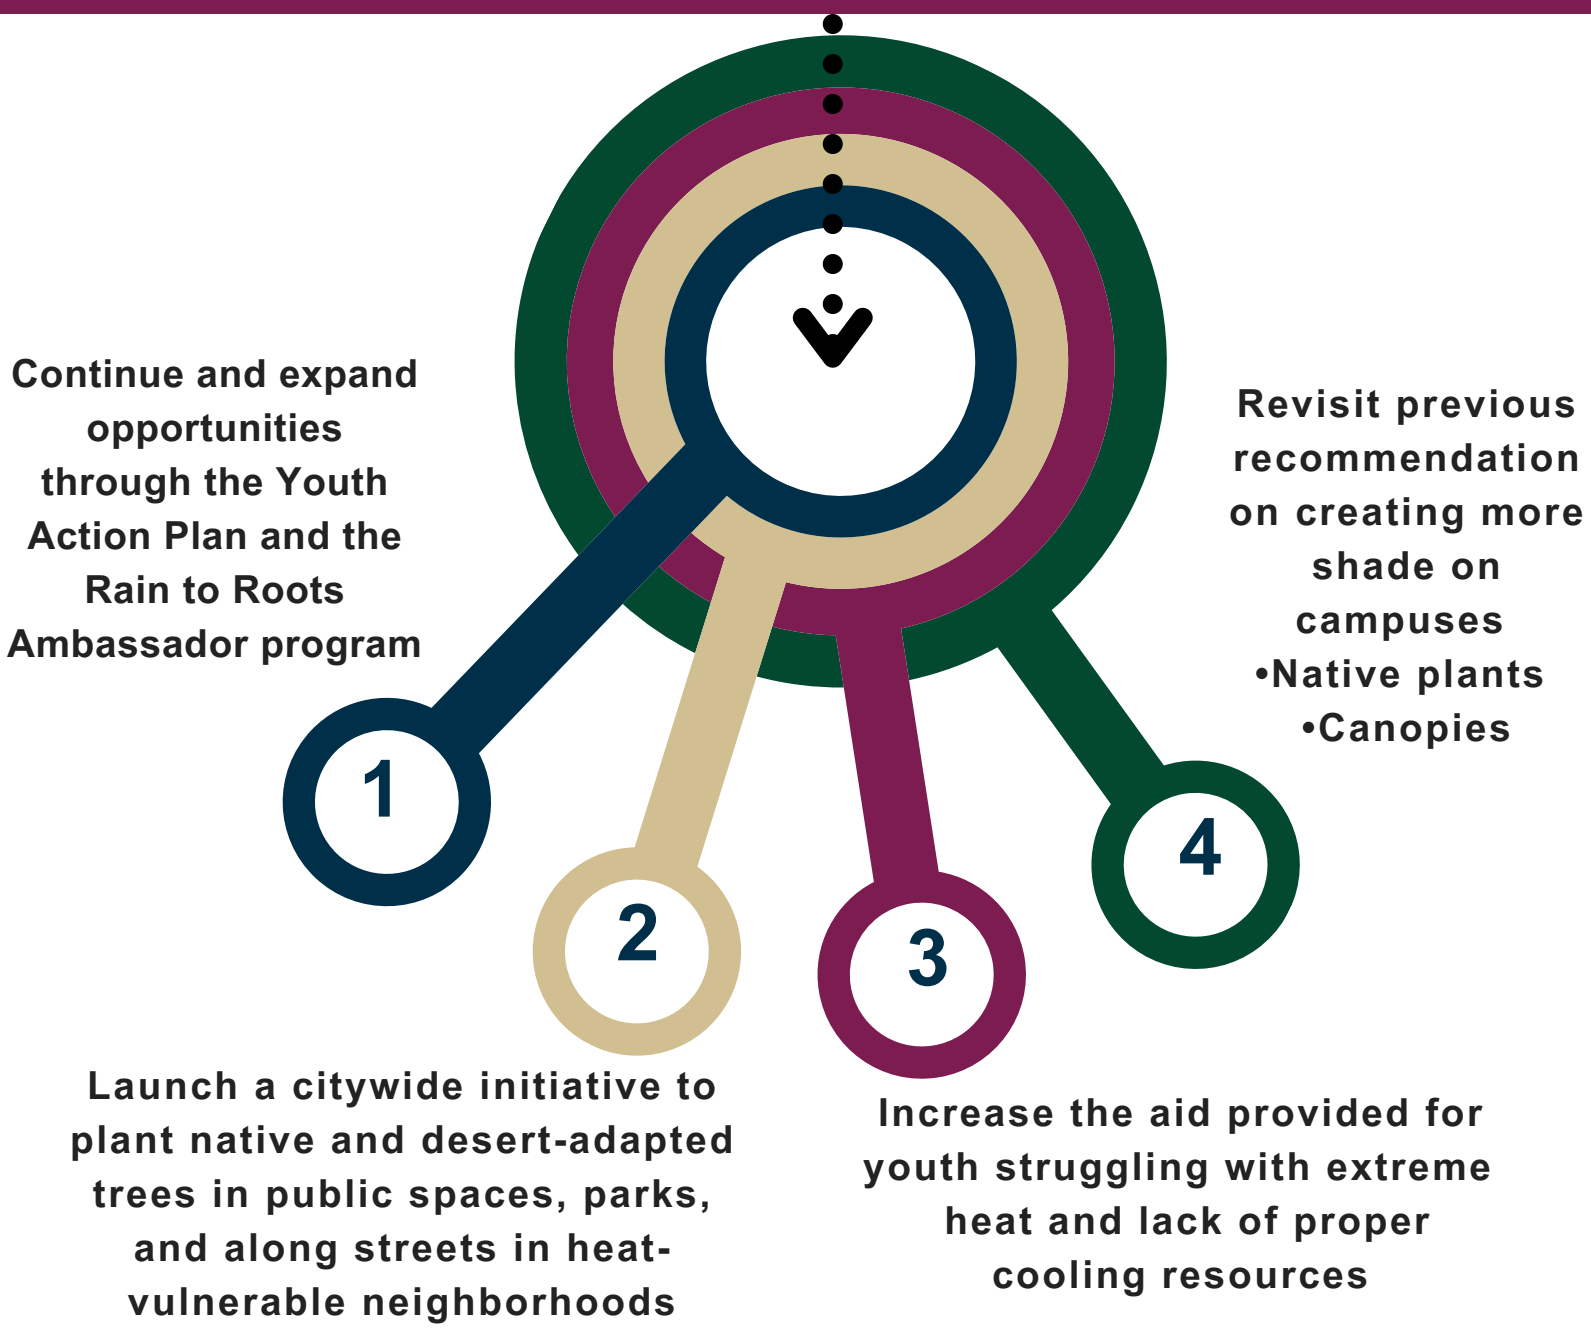 Continue and expand
opportunities
through the Youth
Action Plan and the
Rain to Roots
Ambassador program
1
Launch a citywide initiative to
plant native and desert-adapted
trees in public spaces, parks,
and along streets in heat-
vulnerable neighborhoods
2
Increase the aid provided for
youth struggling with extreme
heat and lack of proper
cooling resources
3
Revisit previous
recommendation
on creating more
shade on
campuses
•Native plants
•Canopies
4